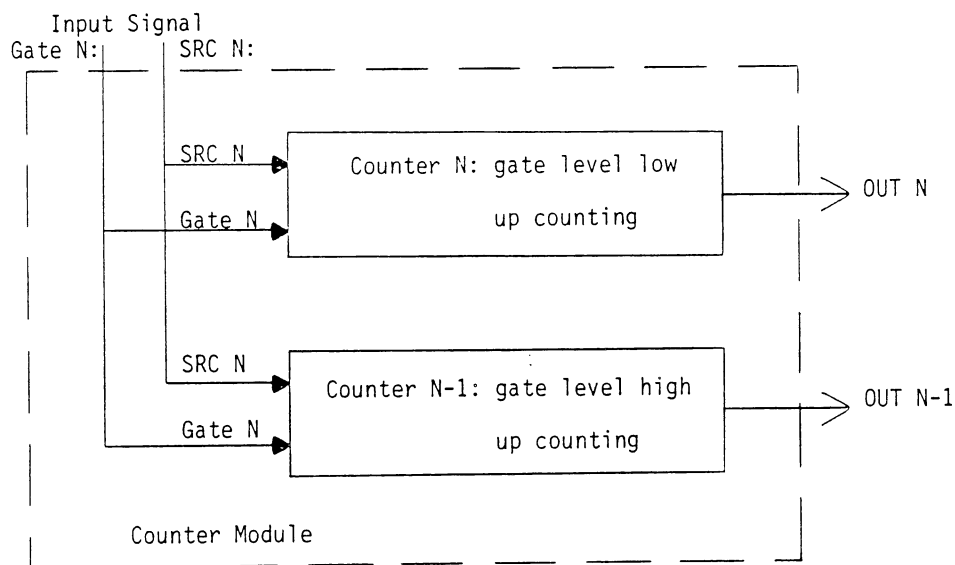 Input Signal
Gate N:
SRC N:
SRC N
Counter N: gate level low
up counting
Gate N
OUT N
SRC N
Counter N-1: gate level high
up counting
Gate N
OUT N-1
Counter Module